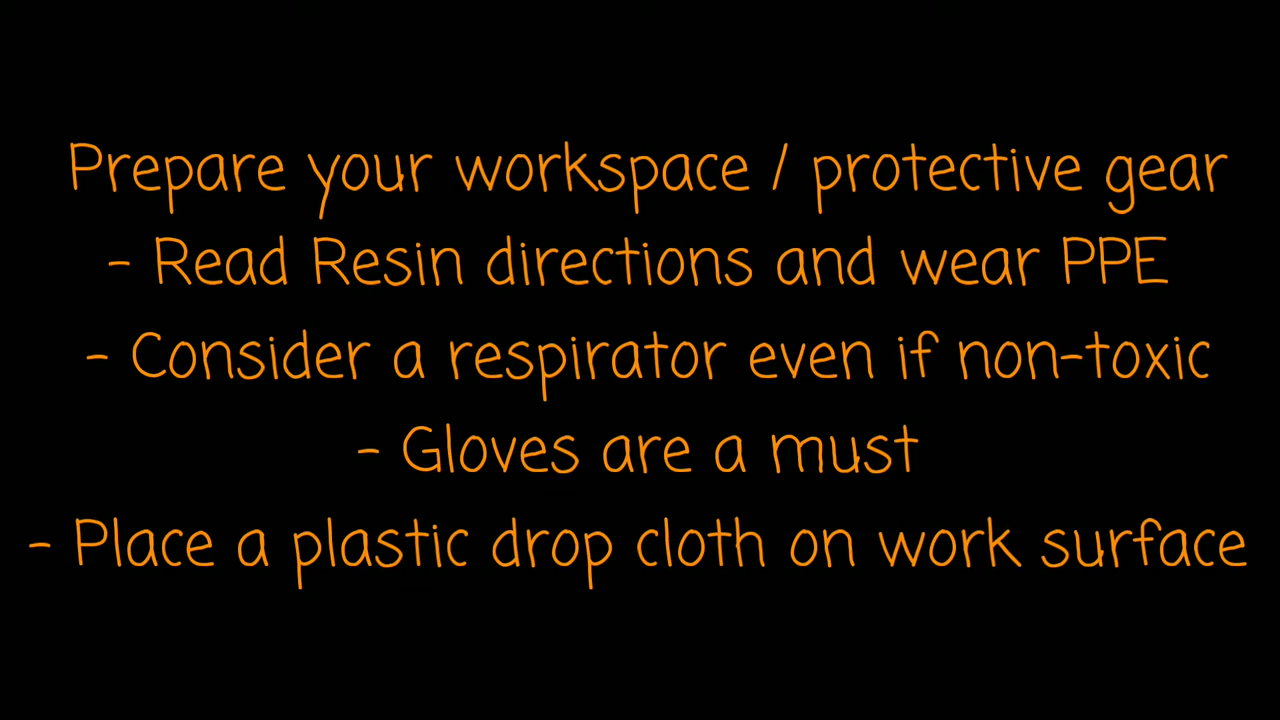 Prepare your workspace / protective gear
- Read Resin directions and wear PPE
- Consider a respirator even if non-toxic
- Gloves are a must
- Place a plastic drop cloth on work surface